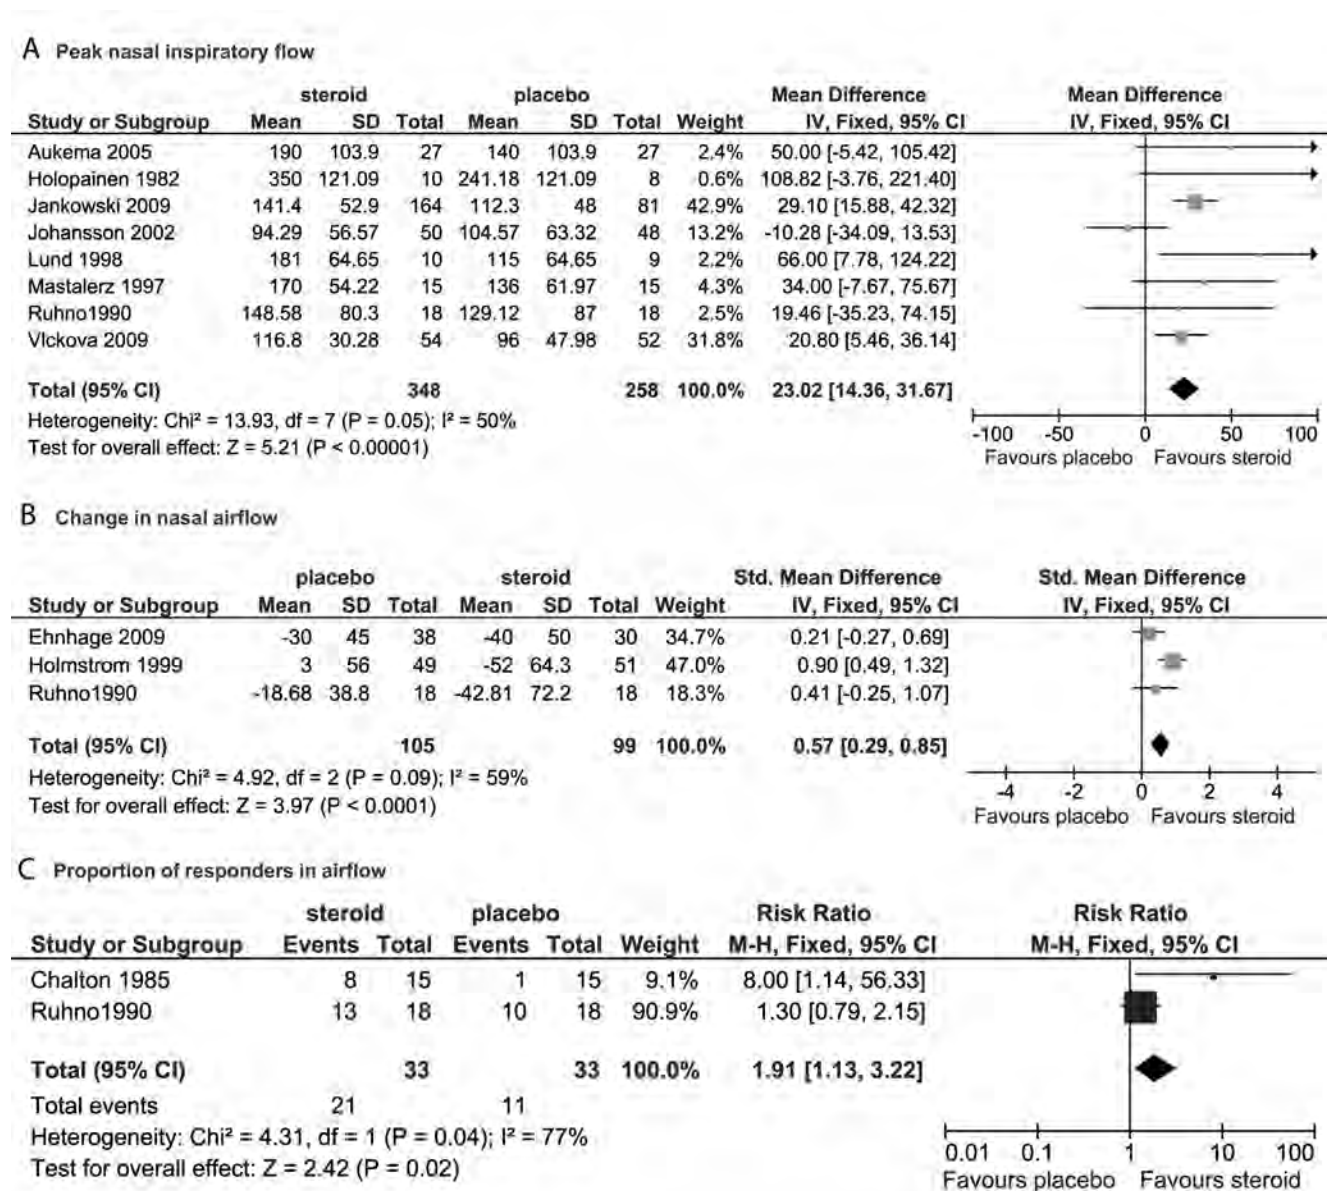 A Peak nasal inspiratory flow
steroid placebo Mean Difference Mean Difference
Study or Subgroup Mean SD Total Mean SD Total Weight IV, Fixed, 95% CI IV, Fixed, 95% CI
Aukema 2005 190 103.9 27 140 103.9 27 2.4% 50.00 [-5.42, 105.42]
Holopainen 1982 350 121.09 10 241.18 121.09 8 0.6% 108.82 [-3.76, 221.40]
Jankowski 2009 141.4 52.9 164 112.3 48 81 42.9% 29.10 [15.88, 42.32]
Johansson 2002 94.29 56.57 50 104.57 63.32 48 13.2% -10.28 [-34.09, 13.53]
Lund 1998 181 64.65 10 115 64.65 9 2.2% 66.00 [7.78, 124.22]
Mastalerz 1997 170 54.22 15 136 61.97 15 4.3% 34.00 [-7.67, 75.67]
Ruhno1990 148.58 80.3 18 129.12 87 18 2.5% 19.46 [-35.23, 74.15]
Vlckova 2009 116.8 30.28 54 96 47.98 52 31.8% 20.80 [5.46, 36.14]
Total (95% CI) 348 258 100.0% 23.02 [14.36, 31.67]
Heterogeneity: Chi² = 13.93, df = 7 (P = 0.05); I² = 50%
Test for overall effect: Z = 5.21 (P < 0.00001)
-100 -50 0 50 100
Favours placebo Favours steroid
B Change in nasal airflow
placebo steroid Std. Mean Difference Std. Mean Difference
Study or Subgroup Mean SD Total Mean SD Total Weight IV, Fixed, 95% CI IV, Fixed, 95% CI
Ehnhage 2009 -30 45 38 -40 50 30 34.7% 0.21 [-0.27, 0.69]
Holmstrom 1999 3 56 49 -52 64.3 51 47.0% 0.90 [0.49, 1.32]
Ruhno1990 -18.68 38.8 18 -42.81 72.2 18 18.3% 0.41 [-0.25, 1.07]
Total (95% CI) 105 99 100.0% 0.57 [0.29, 0.85]
Heterogeneity: Chi² = 4.92, df = 2 (P = 0.09); I² = 59%
Test for overall effect: Z = 3.97 (P < 0.0001)
-4 -2 0 2 4
Favours placebo Favours steroid
C Proportion of responders in airflow
steroid placebo Risk Ratio Risk Ratio
Study or Subgroup Events Total Events Total Weight M-H, Fixed, 95% CI M-H, Fixed, 95% CI
Chalton 1985 8 15 1 15 9.1% 8.00 [1.14, 56.33]
Ruhno1990 13 18 10 18 90.9% 1.30 [0.79, 2.15]
Total (95% CI) 33 33 100.0% 1.91 [1.13, 3.22]
Total events 21 11
Heterogeneity: Chi² = 4.31, df = 1 (P = 0.04); I² = 77%
Test for overall effect: Z = 2.42 (P = 0.02)
0.01 0.1 1 10 100
Favours placebo Favours steroid